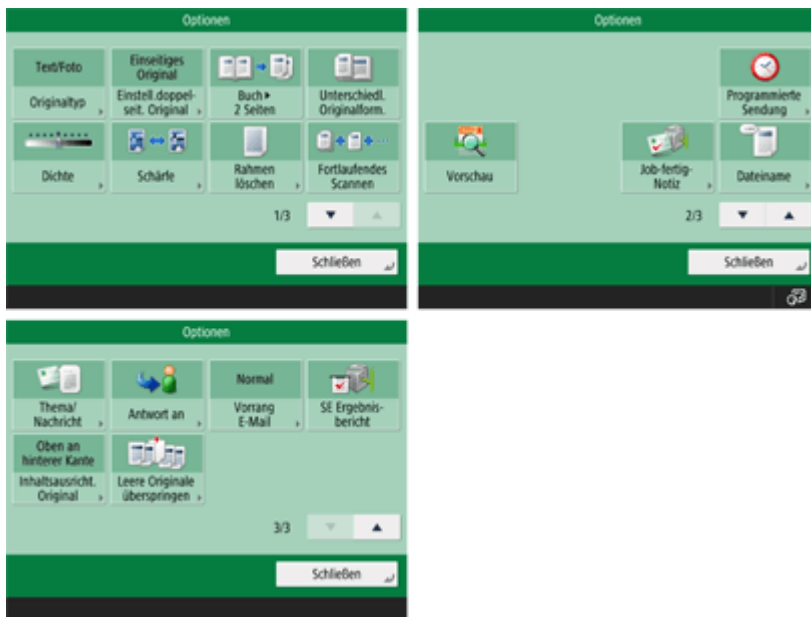 Optionen
Text/Foto
Originaltyp
Einseitiges
Original
Einstell.doppel-
seit. Original
Buch ▸
2 Seiten
Unterschiedl.
Originalform.
Dichte
Schärfe
Rahmen
löschen
Fortlaufendes
Scannen
1/3
Schließen
Optionen
Programmierte
Sendung
Vorschau
Job-fertig-
Notiz
Dateiname
2/3
Schließen
Optionen
Thema/
Nachricht
Antwort an
Normal
Vorrang
E-Mail
SE Ergebnis-
bericht
Oben an
hinterer Kante
Inhaltsausricht.
Original
Leere Originale
überspringen
3/3
Schließen